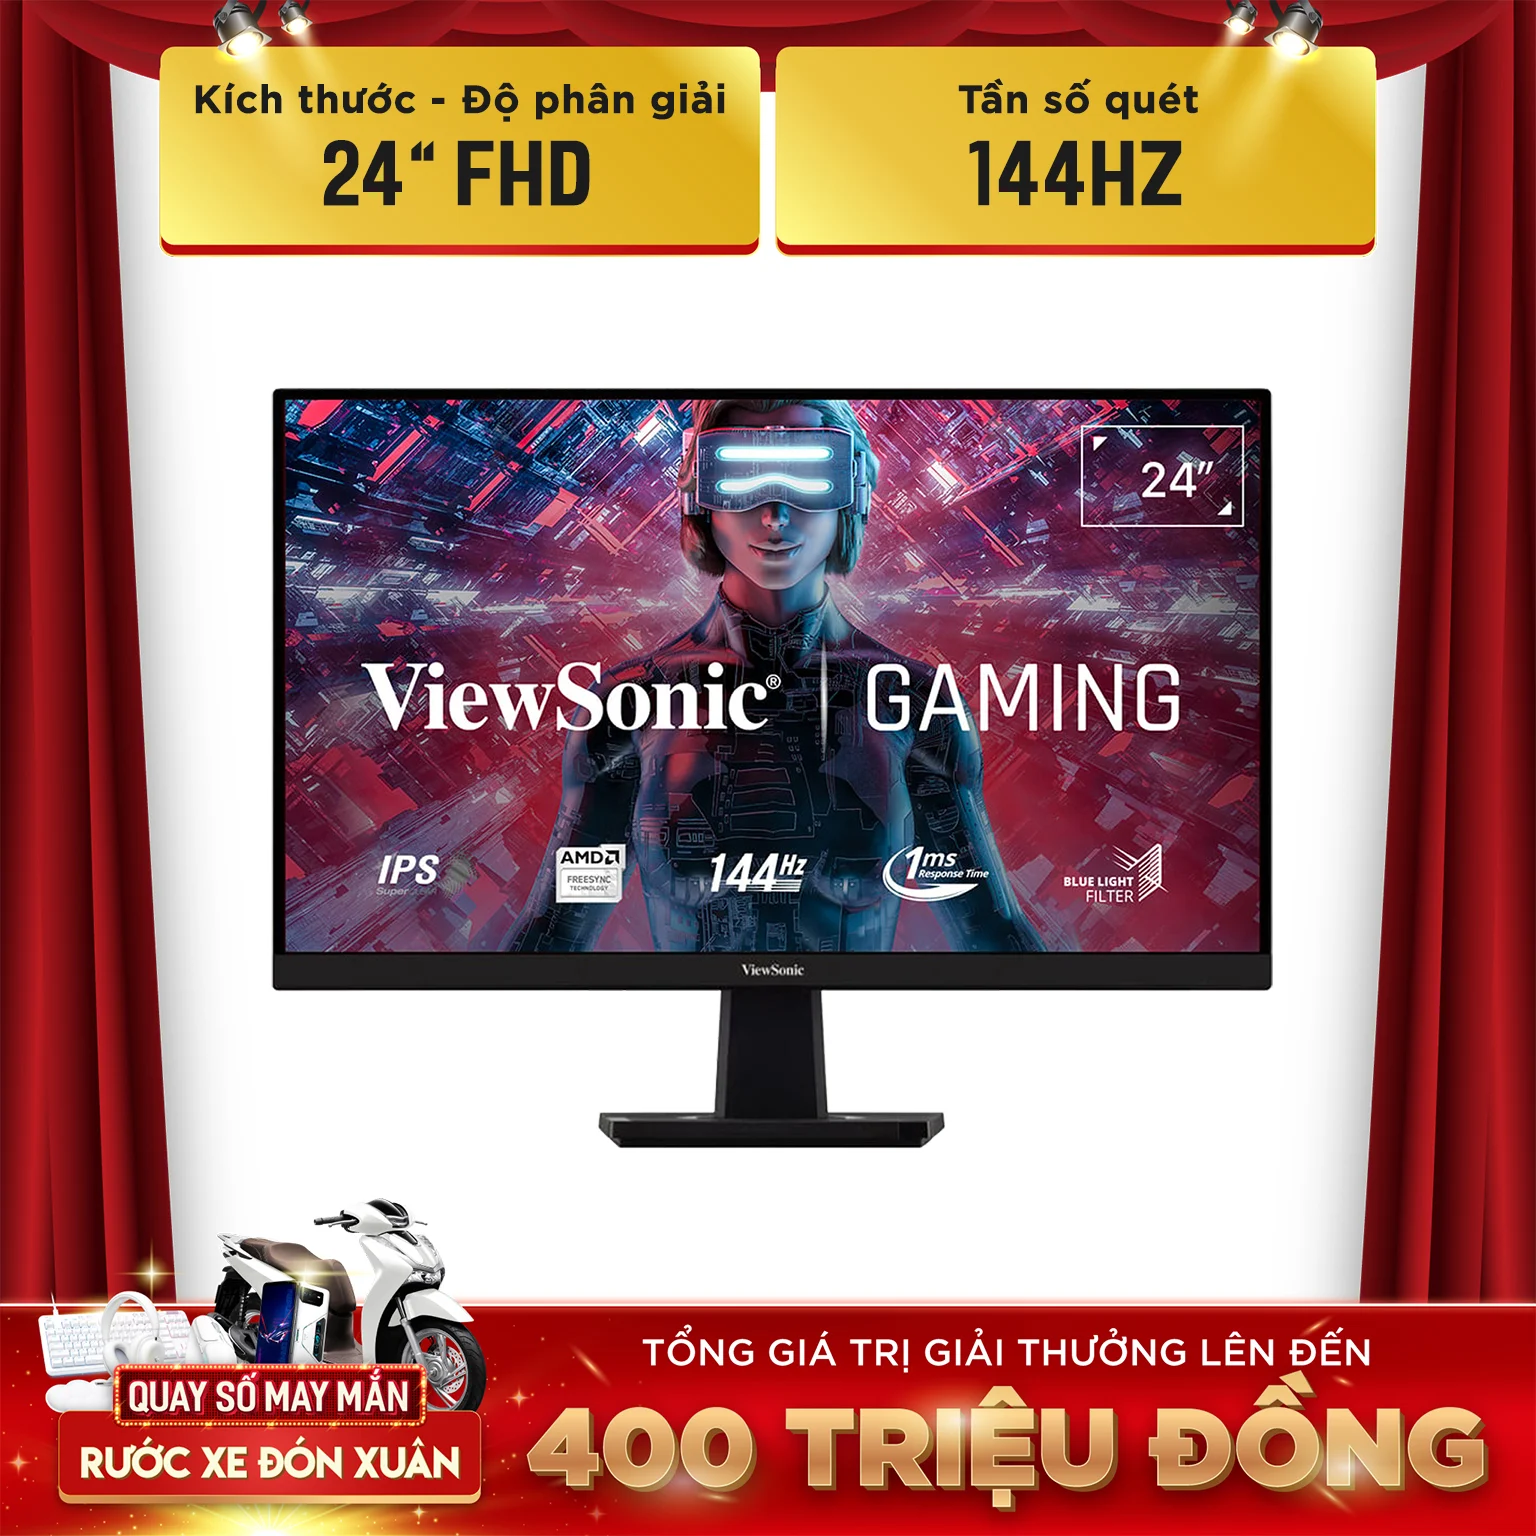 Kích thước - Độ phân giải
24“ FHD
Tần số quét
144HZ
24”
ViewSonic® | GAMING
IPS
Super
AMD
FREESYNC
TECHNOLOGY
144Hz
1ms
Response Time
BLUE LIGHT
FILTER
ViewSonic
QUAY SỐ MAY MẮN
RƯỚC XE ĐÓN XUÂN
TỔNG GIÁ TRỊ GIẢI THƯỞNG LÊN ĐẾN
400 TRIỆU ĐỒNG